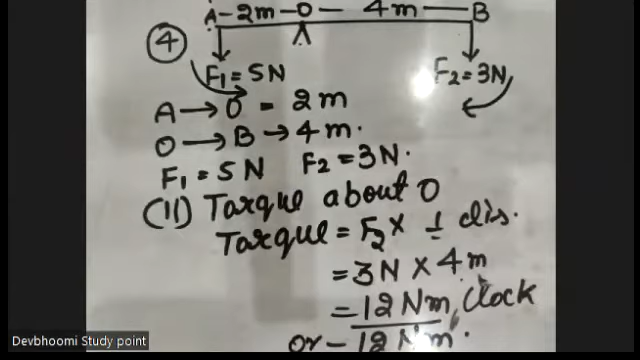 A - 2m - O - 4m - B
④
F₁ = 5N F₂ = 3N
A → O = 2m
O → B → 4m.
F₁ = 5N F₂ = 3N.
(II) Torque about O
Torque = F₂ × ⊥ dis.
= 3N × 4m
= 12 Nm, Clock
or - 12 Nm.
Devbhoomi Study point